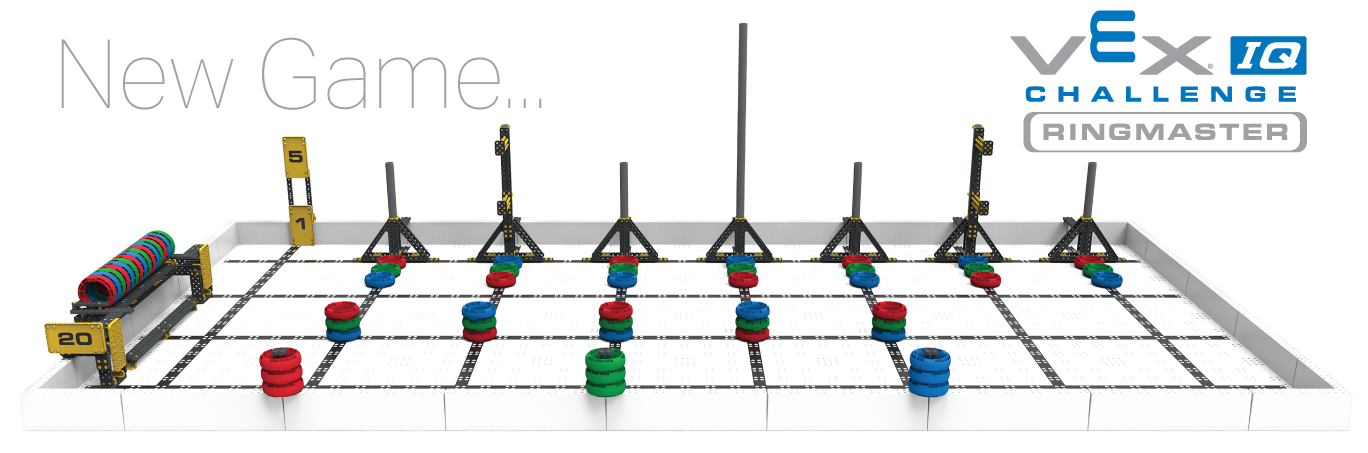 New Game...
VEX® IQ
CHALLENGE
RINGMASTER
5
1
20